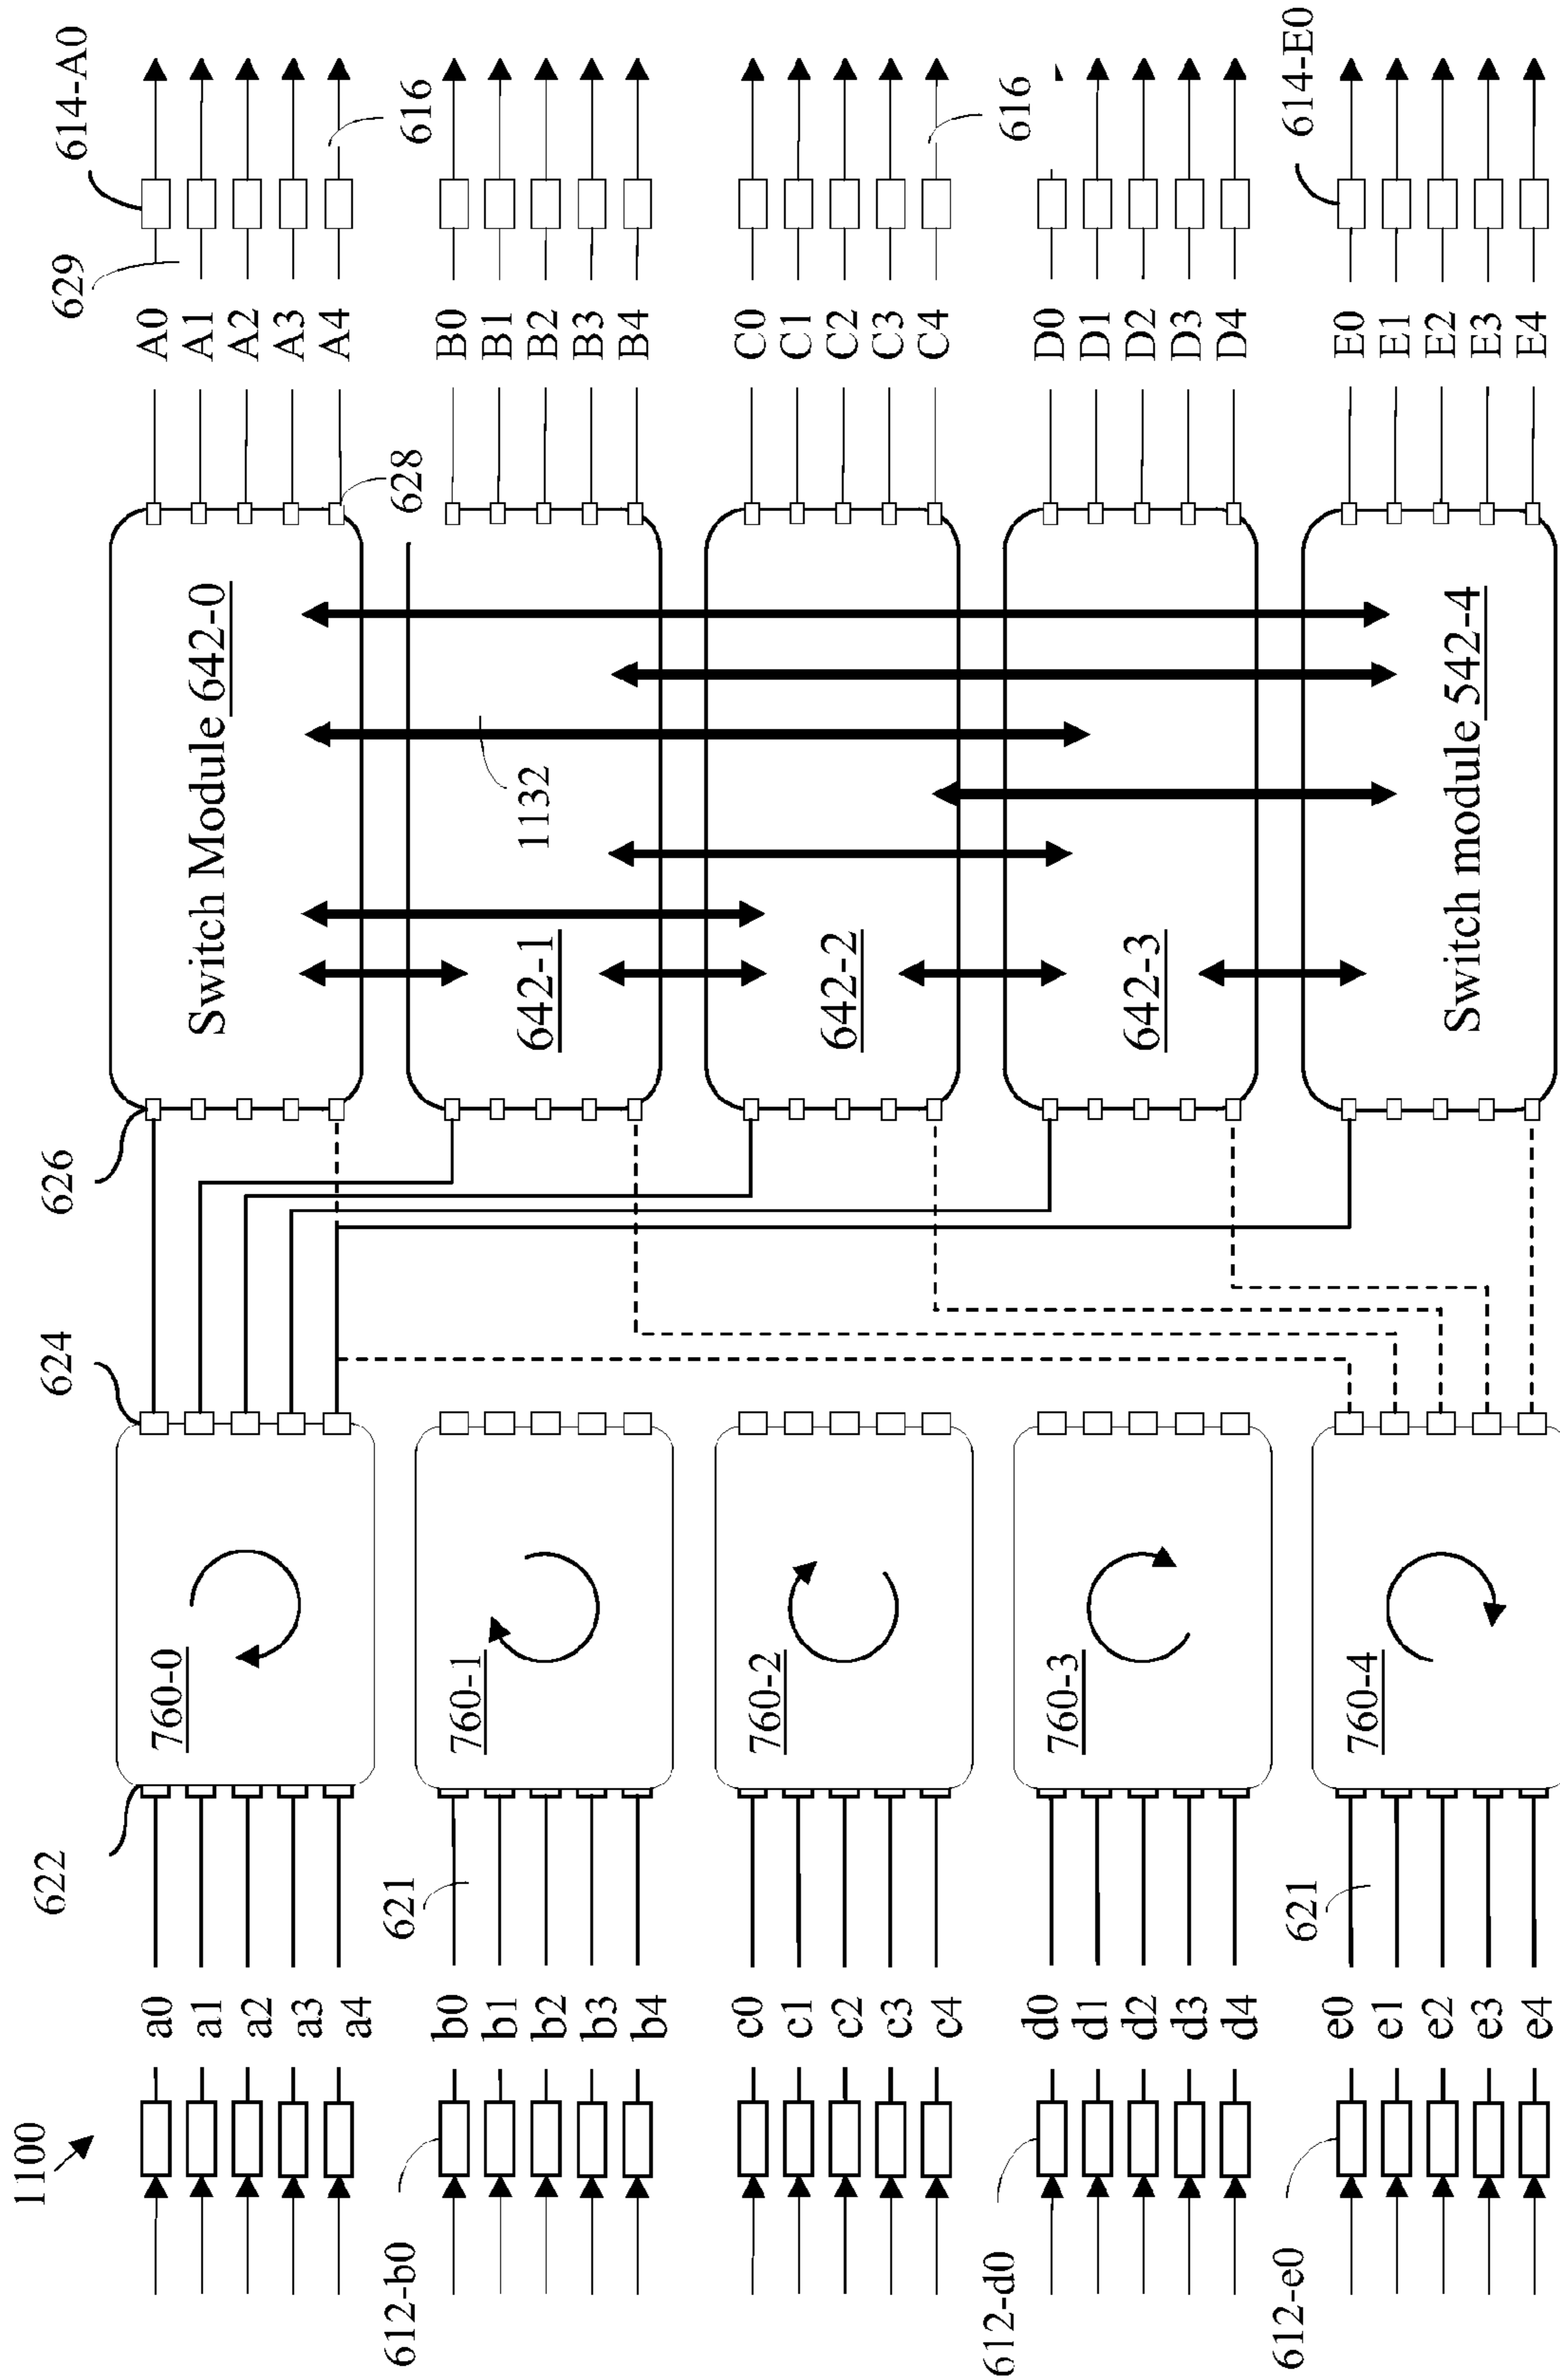 1100
612-b0
612-d0
612-e0
a0
a1
a2
a3
a4
b0
b1
b2
b3
b4
c0
c1
c2
c3
c4
d0
d1
d2
d3
d4
e0
e1
e2
e3
e4
622
621
621
760-0
760-1
760-2
760-3
760-4
624
626
Switch Module 642-0
642-1
642-2
642-3
Switch module 542-4
1132
628
A0
A1
A2
A3
A4
B0
B1
B2
B3
B4
C0
C1
C2
C3
C4
D0
D1
D2
D3
D4
E0
E1
E2
E3
E4
629
614-A0
616
616
614-E0